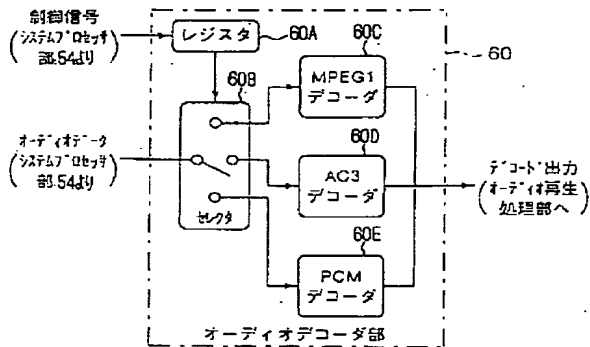 制御信号
(システムプロセッサ
部54より)
レジスタ
60A
60B
60C
MPEG1
デコーダ
60
オーディオデータ
(システムプロセッサ
部54より)
セレクタ
60D
AC3
デコーダ
デコード出力
(オーディオ再生
処理部へ)
60E
PCM
デコーダ
オーディオデコーダ部